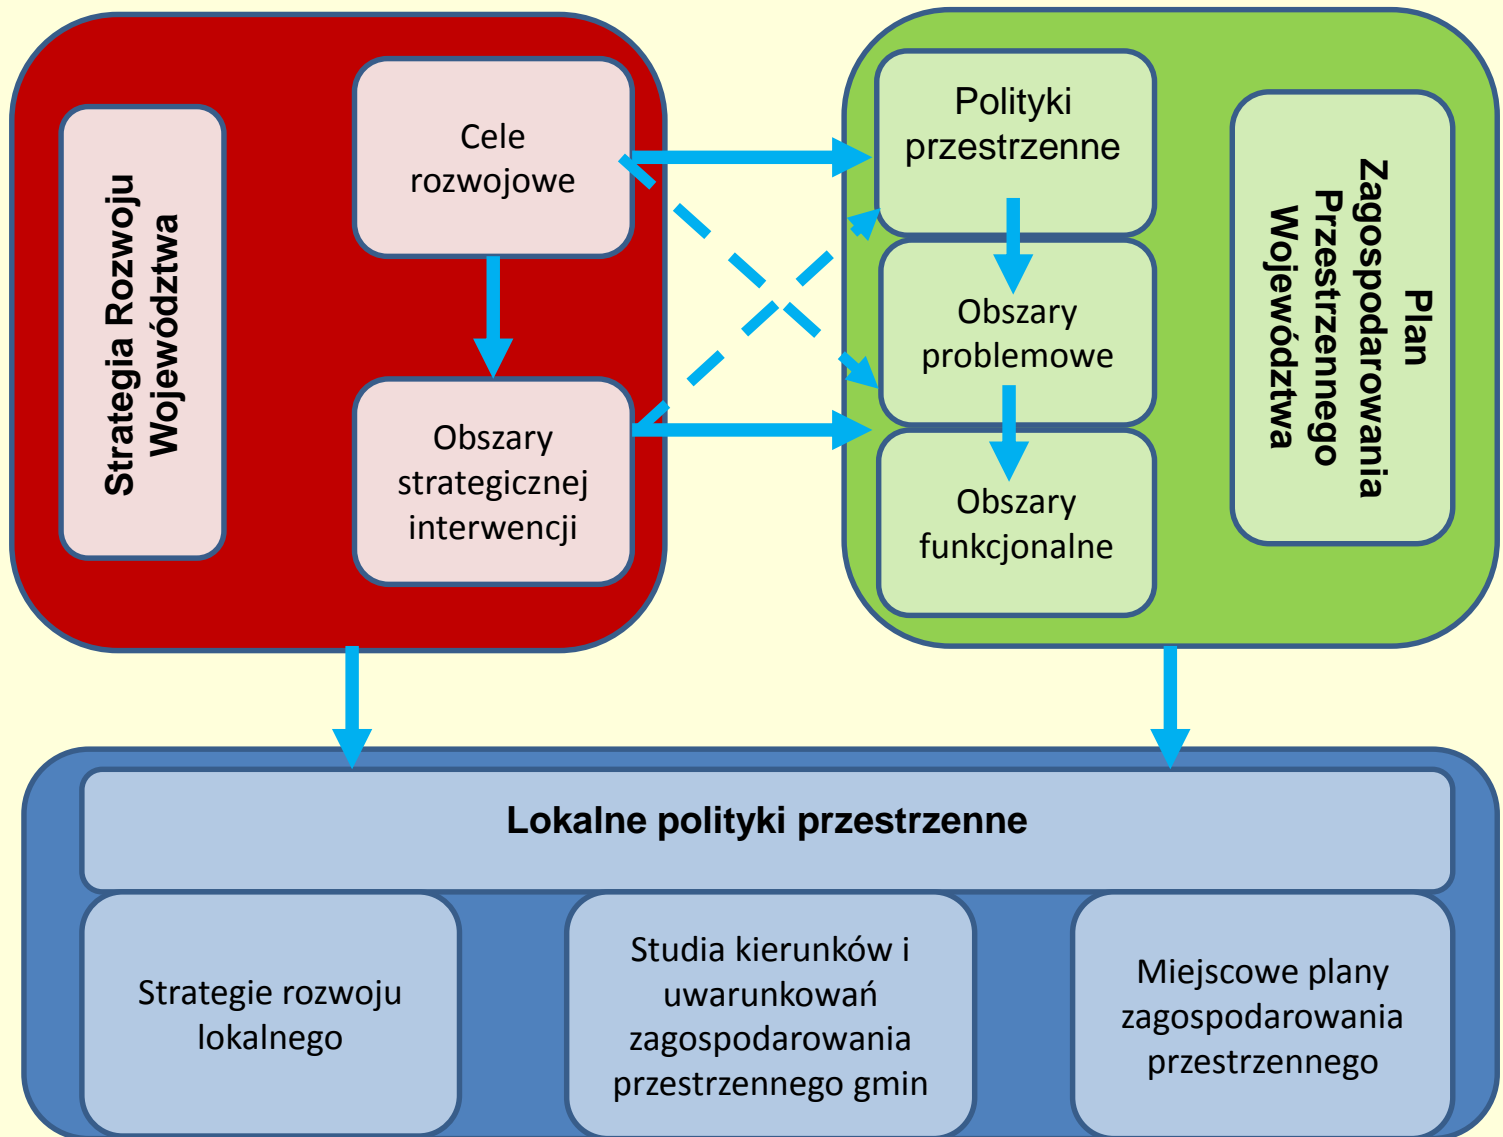 Strategia Rozwoju
Województwa
Cele
rozwojowe
Obszary
strategicznej
interwencji
Polityki
przestrzenne
Obszary
problemowe
Obszary
funkcjonalne
Plan
Zagospodarowania
Przestrzennego
Województwa
Lokalne polityki przestrzenne
Strategie rozwoju
lokalnego
Studia kierunków i
uwarunkowań
zagospodarowania
przestrzennego gmin
Miejscowe plany
zagospodarowania
przestrzennego